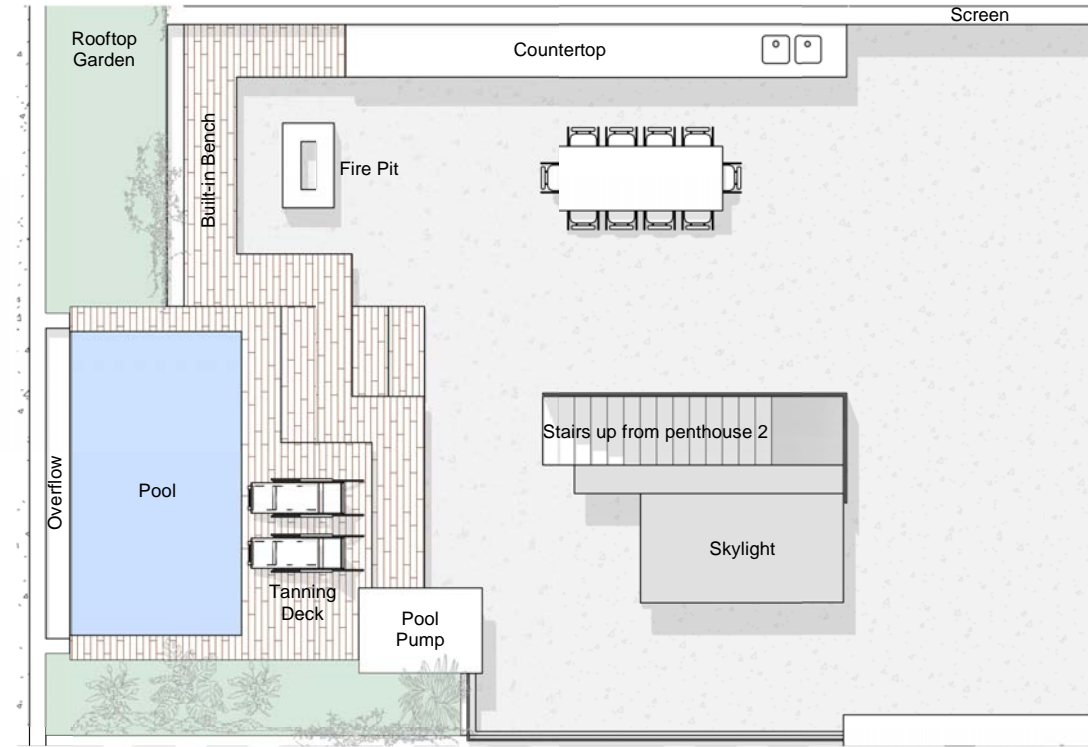 Screen
Rooftop
Garden
Countertop
Built-in Bench
Fire Pit
Stairs up from penthouse 2
Overflow
Pool
Skylight
Tanning
Deck
Pool
Pump